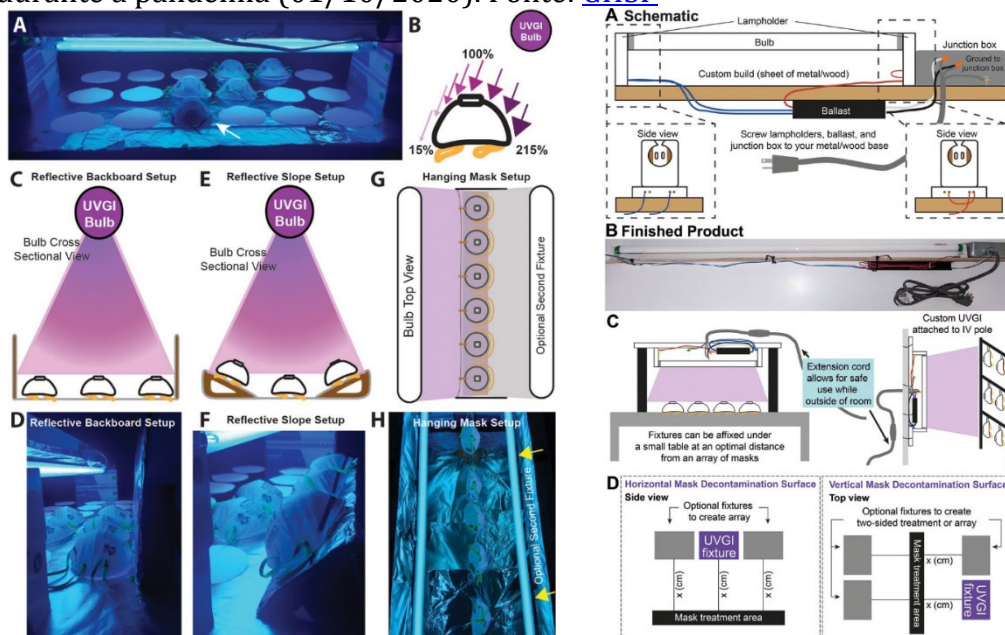 durante a pandemia (01/10/2020). Fonte:
A
B
UVGI
Bulb
100%
15%
215%
C Reflective Backboard Setup
UVGI
Bulb
Bulb Cross
Sectional View
E Reflective Slope Setup
UVGI
Bulb
Bulb Cross
Sectional View
G Hanging Mask Setup
Bulb Top View
Optional Second Fixture
D Reflective Backboard Setup
F Reflective Slope Setup
H Hanging Mask Setup
Optional Second Fixture
A Schematic
Lampholder
Bulb
Junction box
Ground to
junction box
Custom build (sheet of metal/wood)
Ballast
Side view
Screw lampholders, ballast, and
junction box to your metal/wood base
Side view
B Finished Product
C
Custom UVGI
attached to IV pole
Extension cord
allows for safe
use while
outside of room
Fixtures can be affixed under
a small table at an optimal distance
from an array of masks
D Horizontal Mask Decontamination Surface
Side view
Optional fixtures
to create array
UVGI
fixture
x (cm)
x (cm)
x (cm)
Mask treatment area
Vertical Mask Decontamination Surface
Top view
Optional fixtures to create
two-sided treatment or array
Mask treatment area
x (cm)
x (cm)
UVGI
fixture